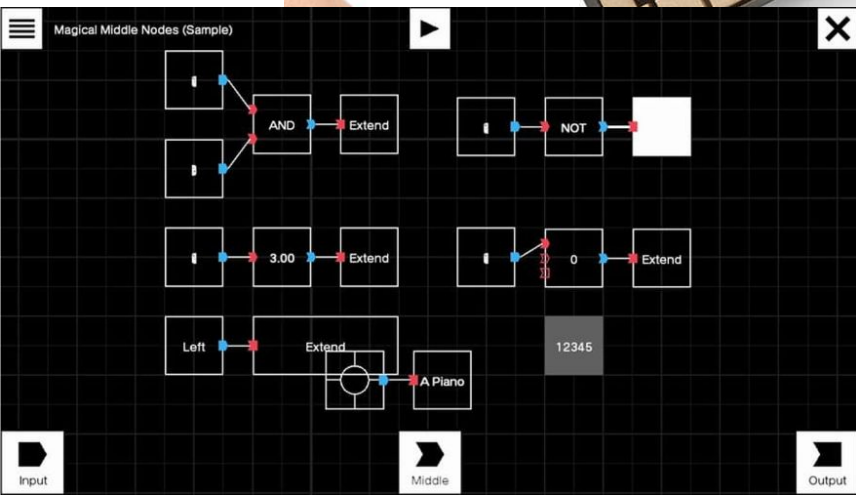 Magical Middle Nodes (Sample)
AND
Extend
NOT
3.00
Extend
0
Extend
Left
Extend
12345
A Piano
Input
Middle
Output